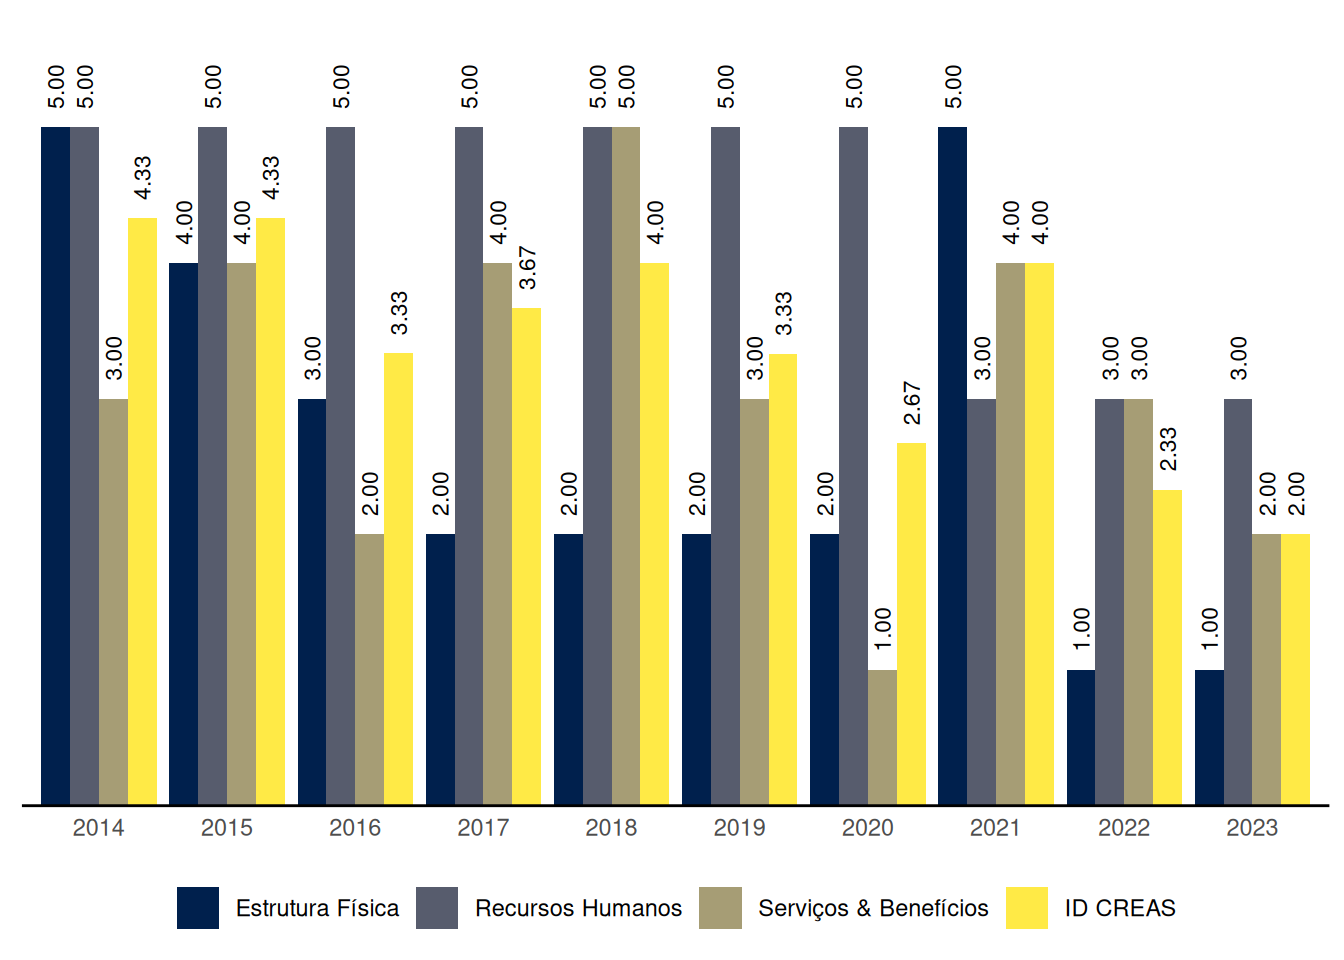 5.00 5.00 3.00 4.33
4.00 5.00 4.00 4.33
3.00 5.00 2.00 3.33
2.00 5.00 4.00 3.67
2.00 5.00 5.00 4.00
2.00 5.00 3.00 3.33
2.00 5.00 1.00 2.67
5.00 3.00 4.00 4.00
1.00 3.00 3.00 2.33
1.00 3.00 2.00 2.00
2014 2015 2016 2017 2018 2019 2020 2021 2022 2023
Estrutura Física Recursos Humanos Serviços & Benefícios ID CREAS